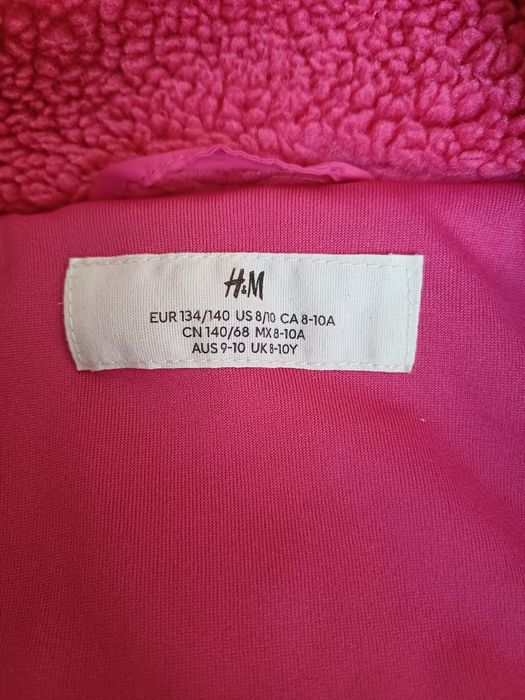 H&M
EUR 134/140 US 8/10 CA 8-10A
CN 140/68 MX 8-10A
AUS 9-10 UK 8-10Y